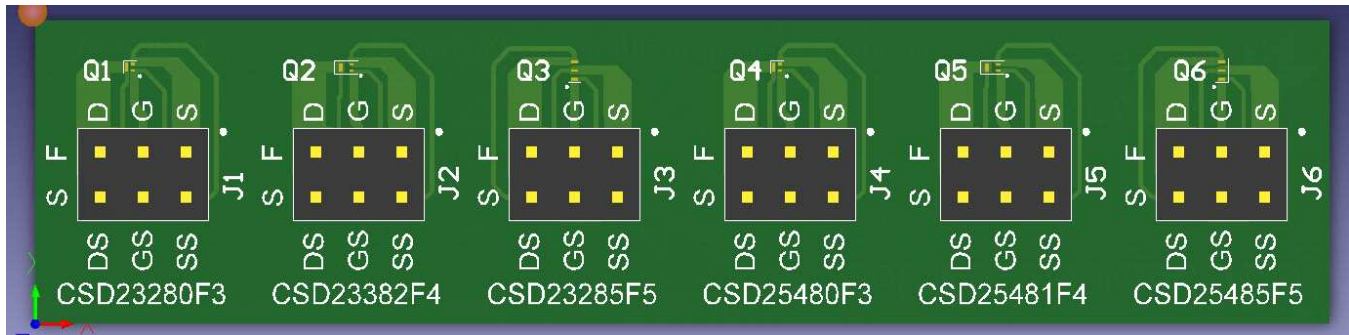 Q1 Q2 Q3 Q4 Q5 Q6
D G S D G S D G S D G S D G S D G S
F F F F F F
J1 J2 J3 J4 J5 J6
S S S S S S
DS GS SS DS GS SS DS GS SS DS GS SS DS GS SS DS GS SS
CSD23280F3 CSD23382F4 CSD23285F5 CSD25480F3 CSD25481F4 CSD25485F5